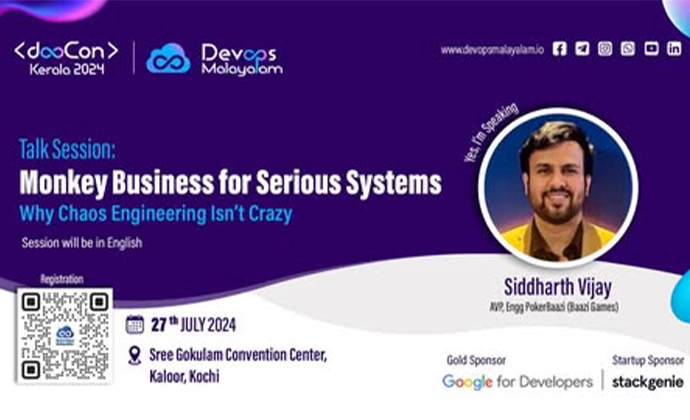 <dooCon>
Kerala 2024
Devops
Malayalam
www.devopsmalayalam.io
Yes, I'm Speaking
Talk Session:
Monkey Business for Serious Systems
Why Chaos Engineering Isn't Crazy
Session will be in English
Siddharth Vijay
AVP, Engg PokerBaazi (Baazi Games)
Registration
27 th JULY 2024
Sree Gokulam Convention Center,
Kaloor, Kochi
Gold Sponsor
Google for Developers
Startup Sponsor
stackgenie